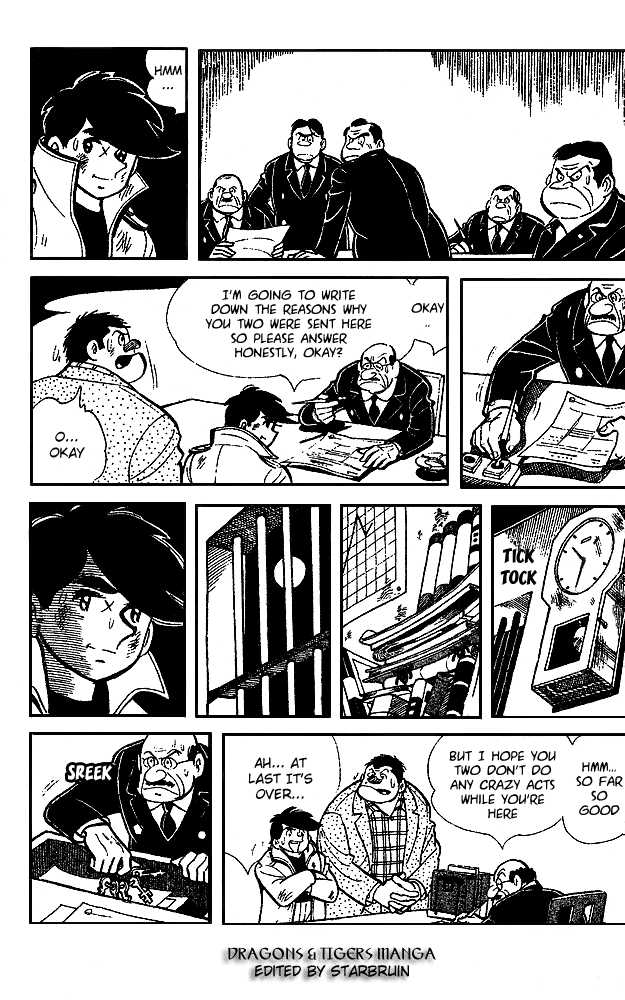 HMM
...
I'M GOING TO WRITE
DOWN THE REASONS WHY
YOU TWO WERE SENT HERE
SO PLEASE ANSWER
HONESTLY, OKAY?
OKAY
..
O...
OKAY
TICK
TOCK
SREEK
AH... AT
LAST IT'S
OVER...
BUT I HOPE YOU
TWO DON'T DO
ANY CRAZY ACTS
WHILE YOU'RE
HERE
HMM...
SO FAR
SO
GOOD
DRAGONS & TIGERS MANGA
EDITED BY STARBRUIN